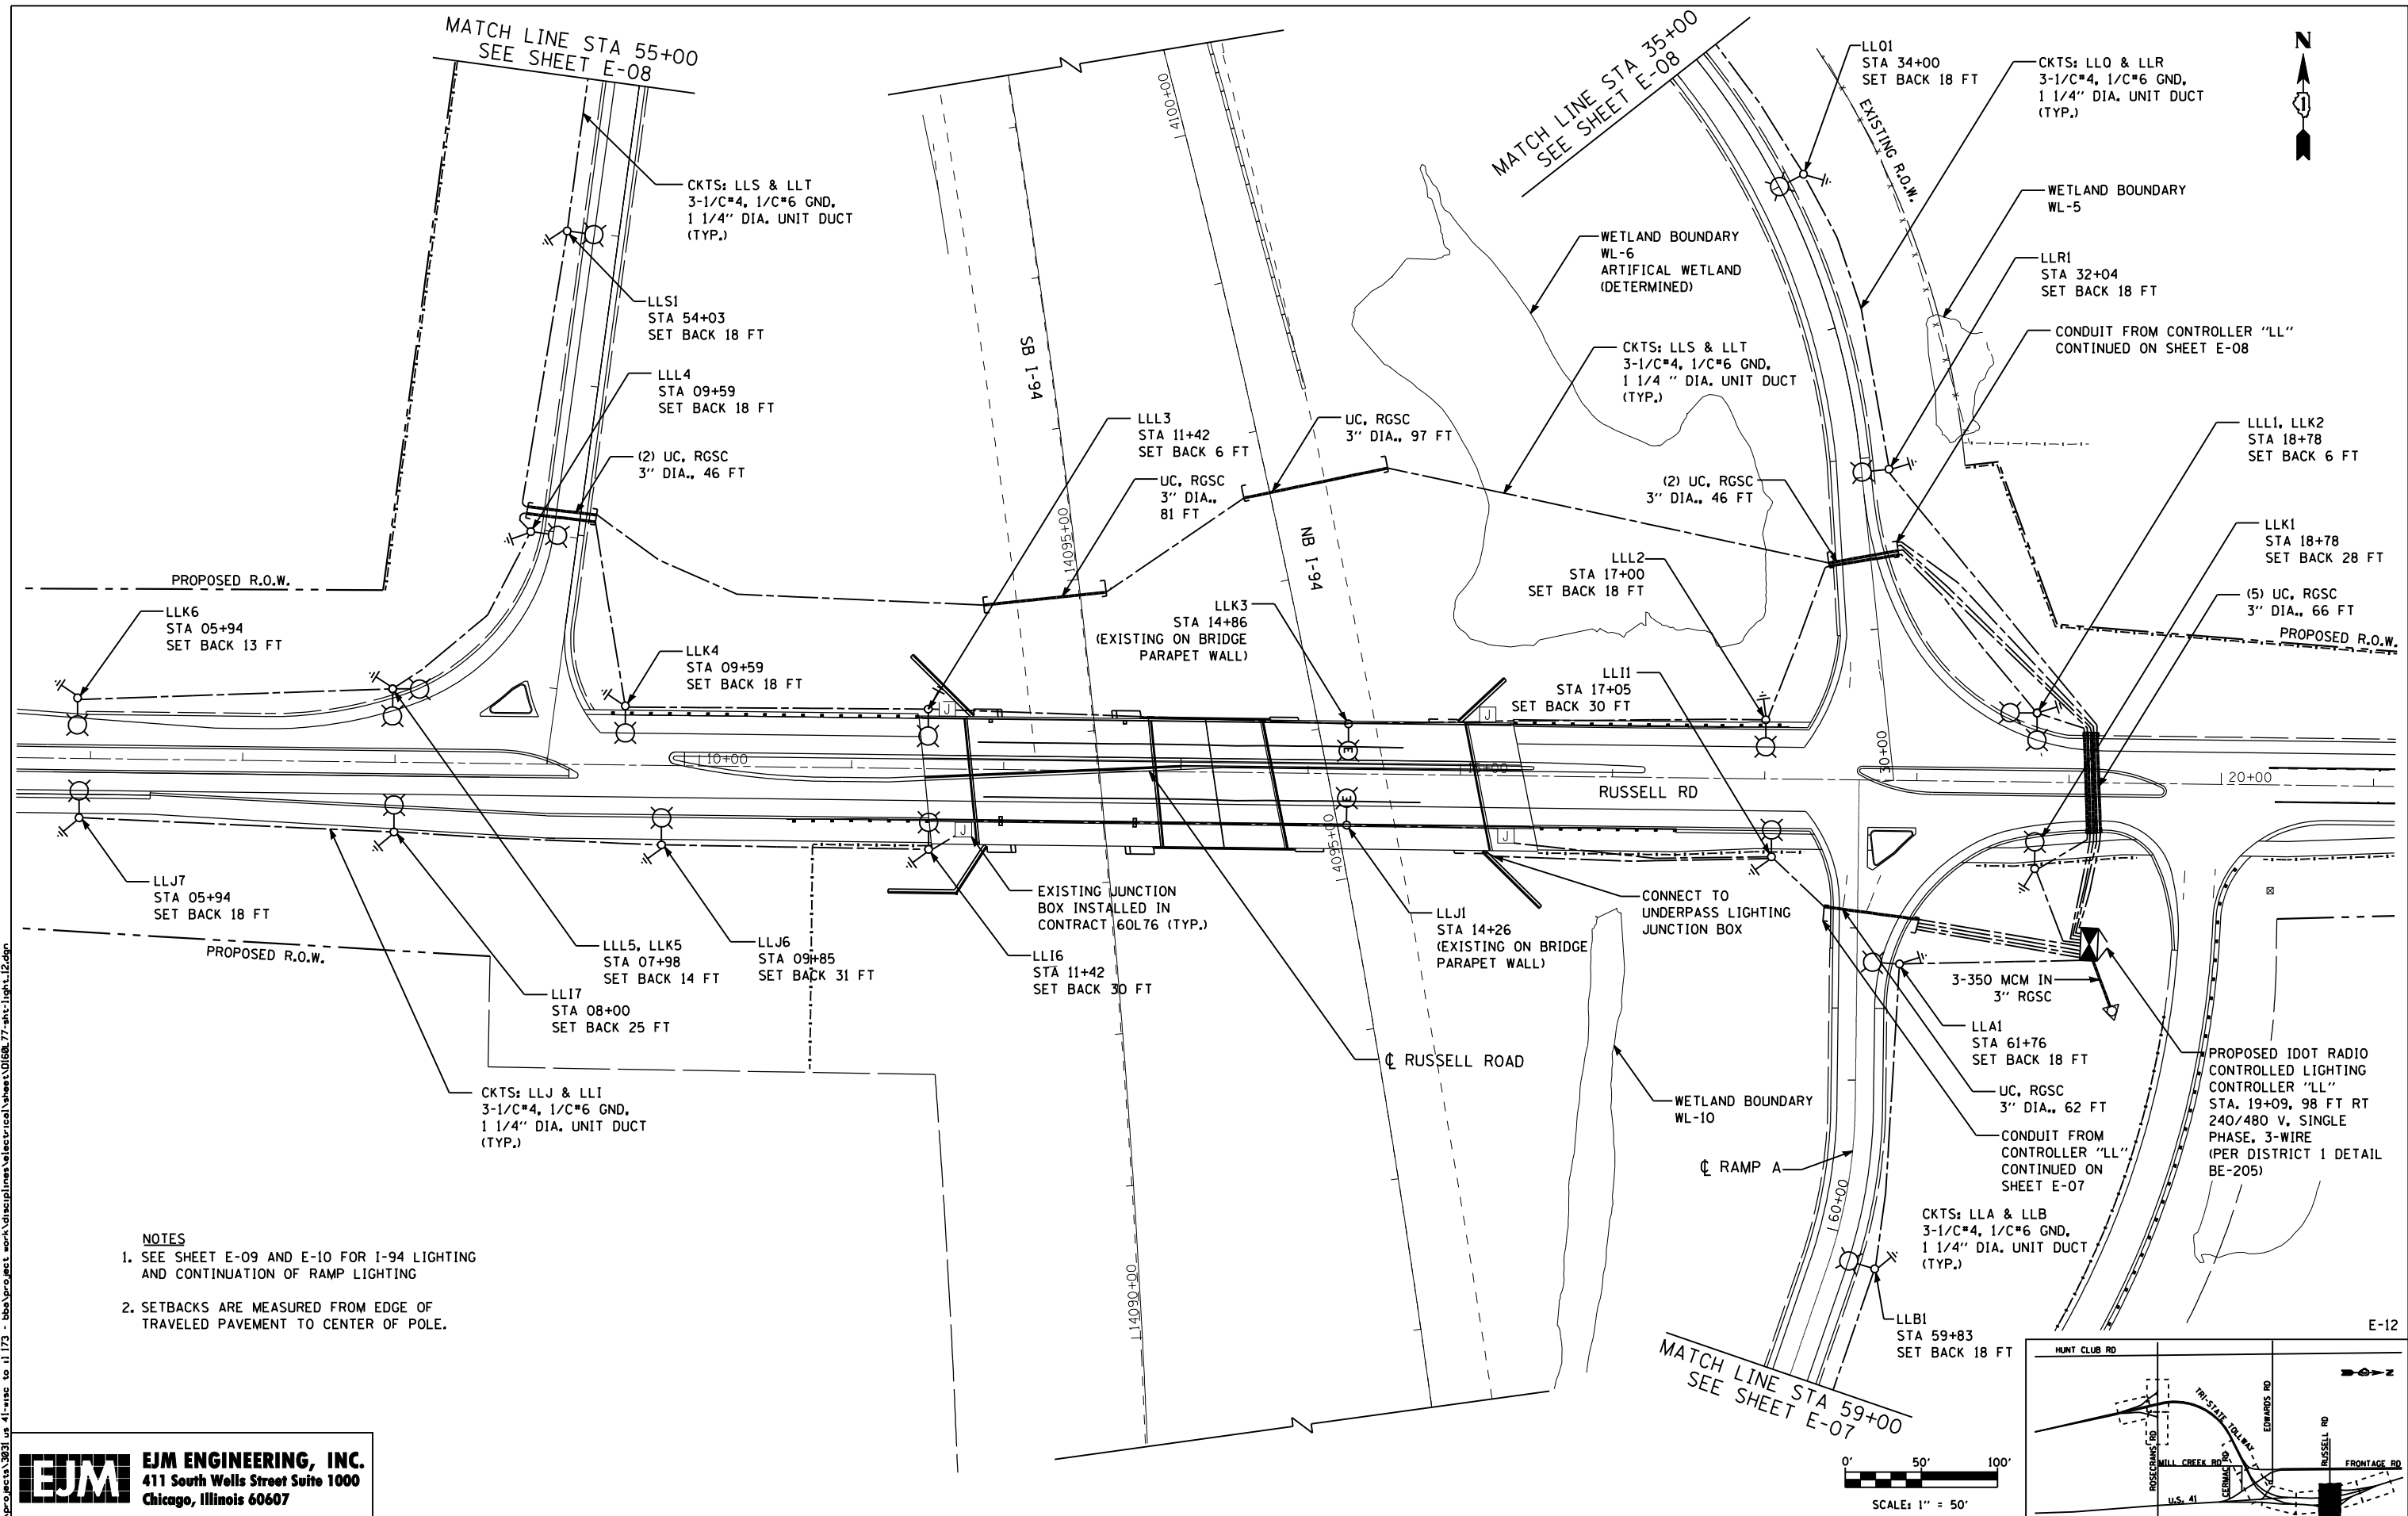 MATCH LINE STA 55+00
SEE SHEET E-08
MATCH LINE STA 35+00
SEE SHEET E-08
N
1
LLQ1
STA 34+00
SET BACK 18 FT
CKTS: LLQ & LLR
3-1/C#4, 1/C#6 GND,
1 1/4" DIA. UNIT DUCT
(TYP.)
EXISTING R.O.W.
WETLAND BOUNDARY
WL-5
CKTS: LLS & LLT
3-1/C#4, 1/C#6 GND,
1 1/4" DIA. UNIT DUCT
(TYP.)
4100+00
WETLAND BOUNDARY
WL-6
ARTIFICAL WETLAND
(DETERMINED)
LLR1
STA 32+04
SET BACK 18 FT
LLS1
STA 54+03
SET BACK 18 FT
SB I-94
CONDUIT FROM CONTROLLER "LL"
CONTINUED ON SHEET E-08
CKTS: LLS & LLT
3-1/C#4, 1/C#6 GND,
1 1/4 " DIA. UNIT DUCT
(TYP.)
LLL4
STA 09+59
SET BACK 18 FT
LLL3
STA 11+42
SET BACK 6 FT
UC, RGSC
3" DIA., 97 FT
LLL1, LLK2
STA 18+78
SET BACK 6 FT
(2) UC, RGSC
3" DIA., 46 FT
UC, RGSC
3" DIA.,
81 FT
(2) UC, RGSC
3" DIA., 46 FT
14095+00
NB I-94
LLK1
STA 18+78
SET BACK 28 FT
LLL2
STA 17+00
SET BACK 18 FT
PROPOSED R.O.W.
LLK6
STA 05+94
SET BACK 13 FT
LLK3
STA 14+86
(EXISTING ON BRIDGE
PARAPET WALL)
(5) UC, RGSC
3" DIA., 66 FT
PROPOSED R.O.W.
LLK4
STA 09+59
SET BACK 18 FT
LLI1
STA 17+05
SET BACK 30 FT
J
J
E
10+00
30+00
20+00
E
RUSSELL RD
J
J
4095+00
LLJ7
STA 05+94
SET BACK 18 FT
EXISTING JUNCTION
BOX INSTALLED IN
CONTRACT 60L76 (TYP.)
CONNECT TO
UNDERPASS LIGHTING
JUNCTION BOX
LLJ1
STA 14+26
(EXISTING ON BRIDGE
PARAPET WALL)
PROPOSED R.O.W.
LLL5, LLK5
STA 07+98
SET BACK 14 FT
LLJ6
STA 09+85
SET BACK 31 FT
LLI6
STA 11+42
SET BACK 30 FT
LLI7
STA 08+00
SET BACK 25 FT
3-350 MCM IN
3" RGSC
LLA1
STA 61+76
SET BACK 18 FT
℄ RUSSELL ROAD
PROPOSED IDOT RADIO
CONTROLLED LIGHTING
CONTROLLER "LL"
STA. 19+09, 98 FT RT
240/480 V, SINGLE
PHASE, 3-WIRE
(PER DISTRICT 1 DETAIL
BE-205)
CKTS: LLJ & LLI
3-1/C#4, 1/C#6 GND,
1 1/4" DIA. UNIT DUCT
(TYP.)
WETLAND BOUNDARY
WL-10
UC, RGSC
3" DIA., 62 FT
CONDUIT FROM
CONTROLLER "LL"
CONTINUED ON
SHEET E-07
℄ RAMP A
60+00
CKTS: LLA & LLB
3-1/C#4, 1/C#6 GND,
1 1/4" DIA. UNIT DUCT
(TYP.)
14090+00
NOTES
1. SEE SHEET E-09 AND E-10 FOR I-94 LIGHTING
AND CONTINUATION OF RAMP LIGHTING
2. SETBACKS ARE MEASURED FROM EDGE OF
TRAVELED PAVEMENT TO CENTER OF POLE.
LLB1
STA 59+83
SET BACK 18 FT
MATCH LINE STA 59+00
SEE SHEET E-07
E-12
HUNT CLUB RD
N
TRI-STATE TOLLWAY
EDWARDS RD
ROSECRANS RD
MILL CREEK RD
CERMAC RD
RUSSELL RD
FRONTAGE RD
U.S. 41
0' 50' 100'
SCALE: 1" = 50'
EJM
EJM ENGINEERING, INC.
411 South Wells Street Suite 1000
Chicago, Illinois 60607